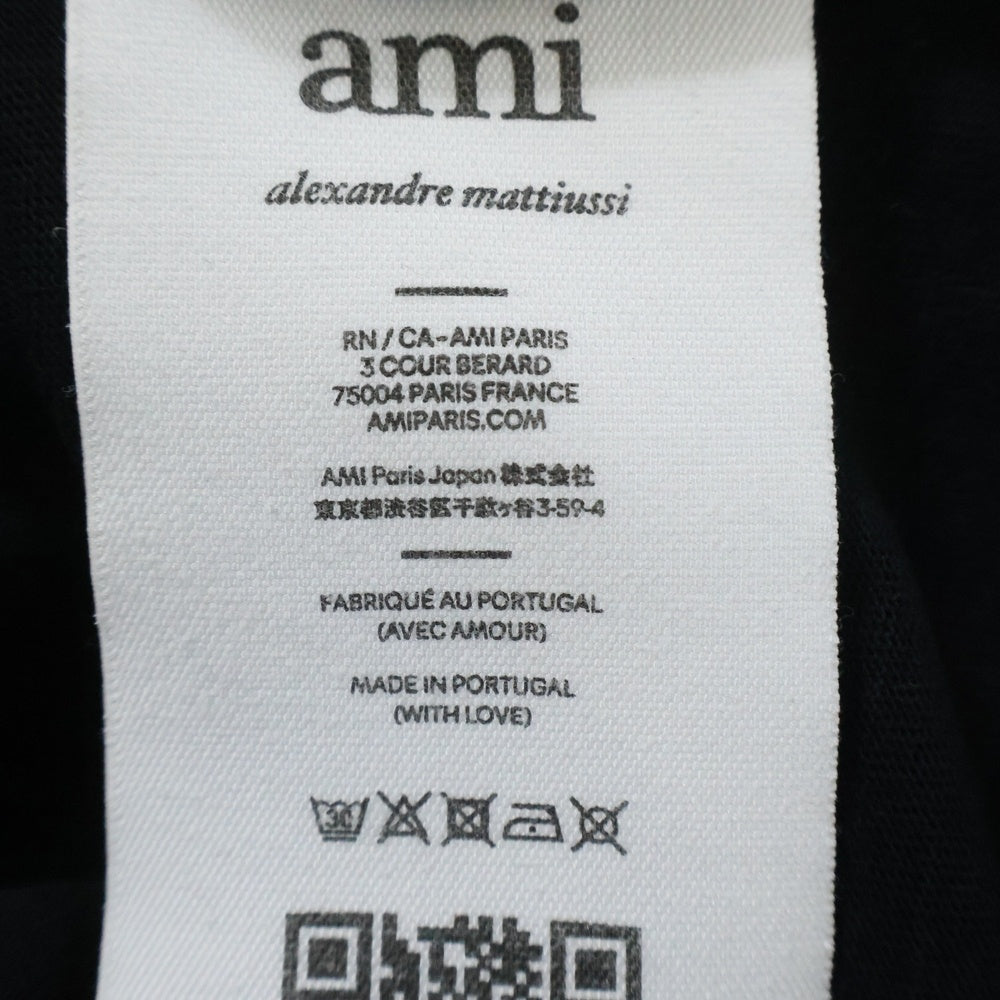 ami
alexandre mattiussi
RN / CA-AMI PARIS
3 COUR BERARD
75004 PARIS FRANCE
AMIPARIS.COM
AMI Paris Japan 株式会社
東京都渋谷区千駄ヶ谷3-59-4
FABRIQUÉ AU PORTUGAL
(AVEC AMOUR)
MADE IN PORTUGAL
(WITH LOVE)
30